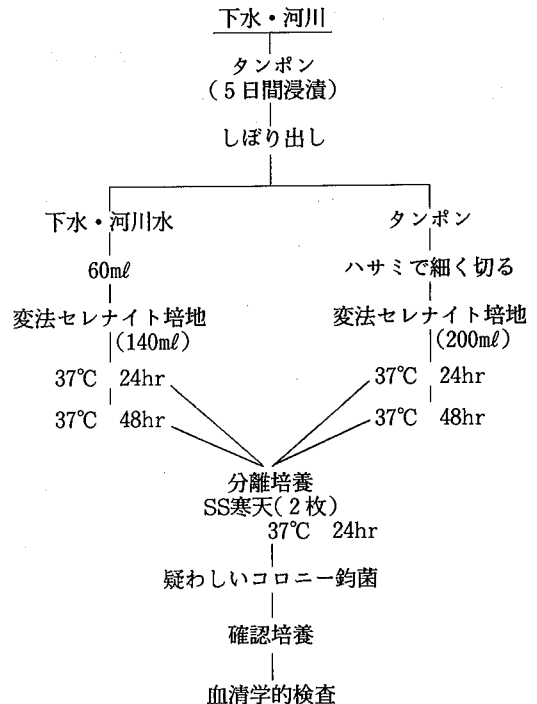 下水・河川
タンポン
(5日間浸漬)
しぼり出し
下水・河川水
60mℓ
変法セレナイト培地
(140mℓ)
37℃ 24hr
37℃ 48hr
タンポン
ハサミで細く切る
変法セレナイト培地
(200mℓ)
37℃ 24hr
37℃ 48hr
分離培養
SS寒天(2枚)
37℃ 24hr
疑わしいコロニー鈎菌
確認培養
血清学的検査